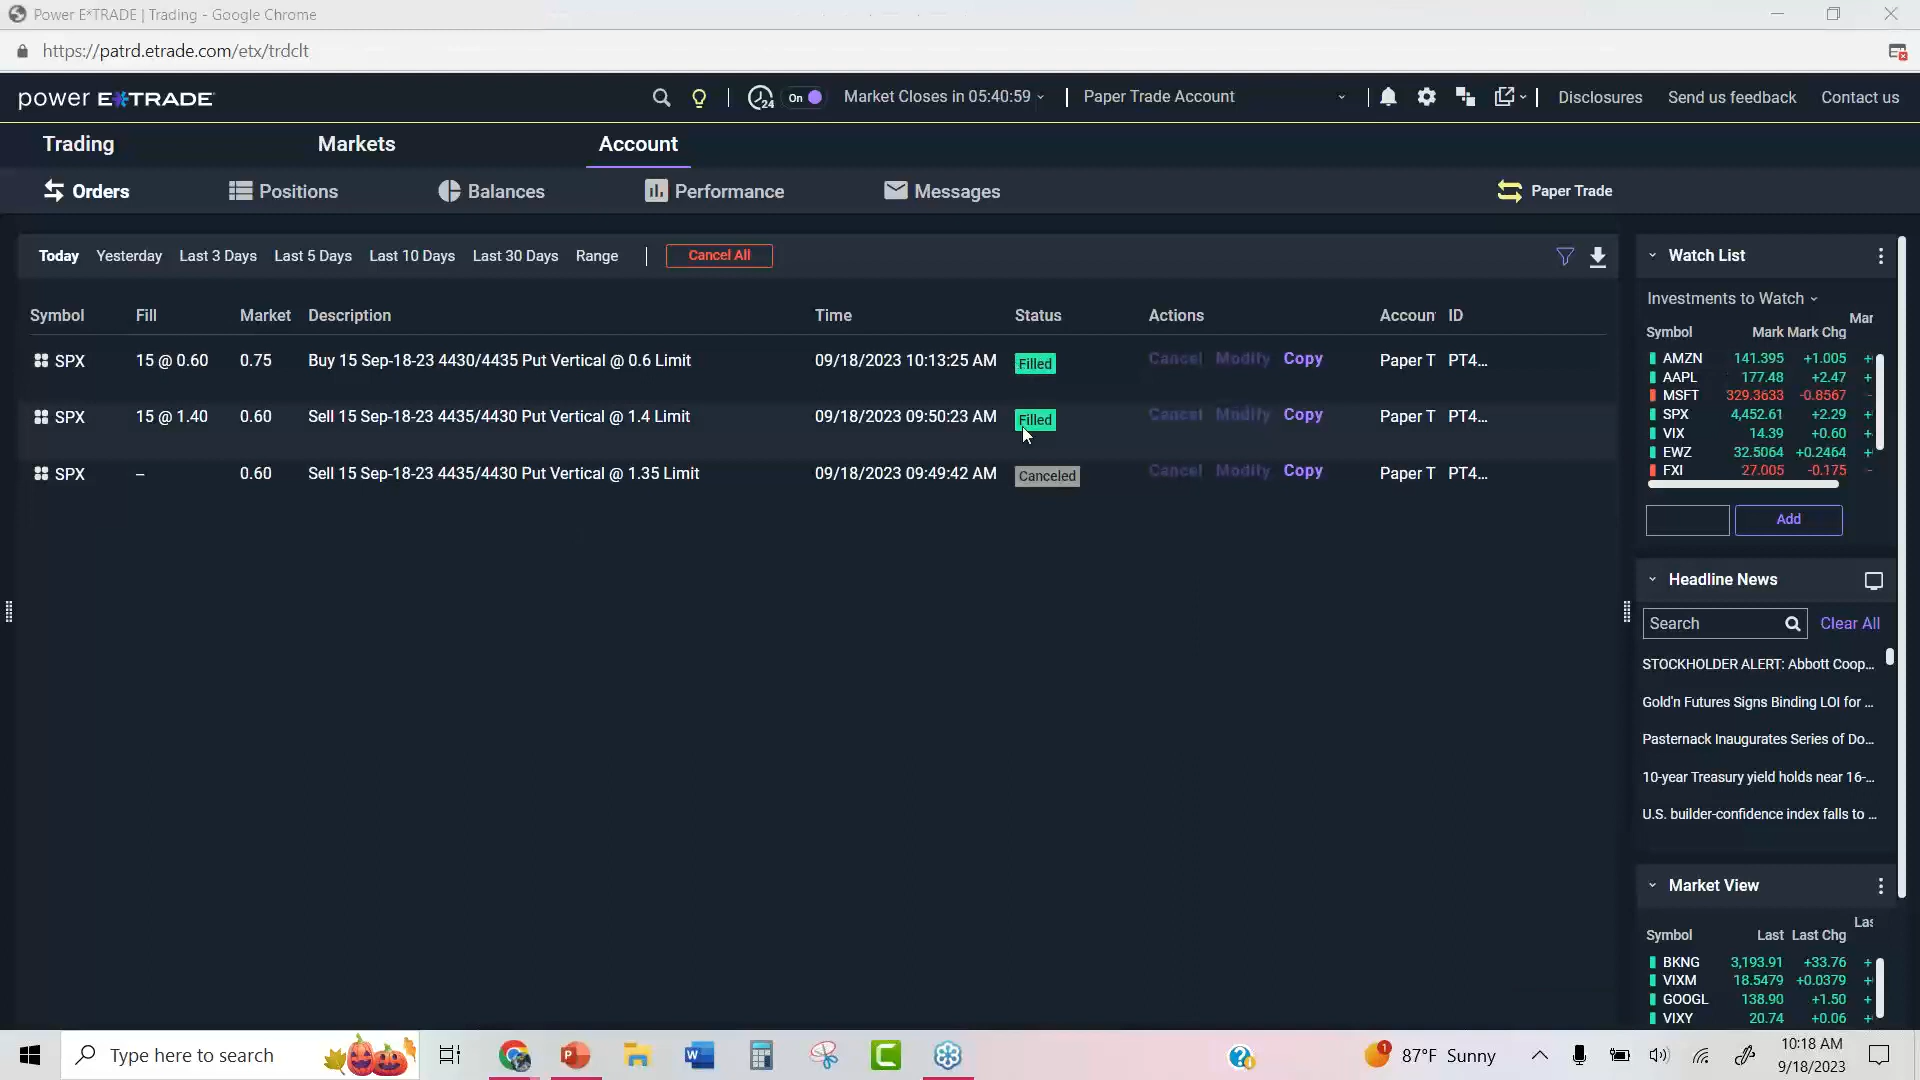 Power E*TRADE | Trading - Google Chrome
https://patrd.etrade.com/etx/trdclt
power E*TRADE
24
On
Market Closes in 05:40:59
Paper Trade Account
Disclosures
Send us feedback
Contact us
Trading
Markets
Account
Orders
Positions
Balances
Performance
Messages
Paper Trade
Today Yesterday Last 3 Days Last 5 Days Last 10 Days Last 30 Days Range
Cancel All
Symbol Fill Market Description Time Status Actions Accoun ID
SPX 15 @ 0.60 0.75 Buy 15 Sep-18-23 4430/4435 Put Vertical @ 0.6 Limit 09/18/2023 10:13:25 AM Filled Cancel Modify Copy Paper T PT4...
SPX 15 @ 1.40 0.60 Sell 15 Sep-18-23 4435/4430 Put Vertical @ 1.4 Limit 09/18/2023 09:50:23 AM Filled Cancel Modify Copy Paper T PT4...
SPX – 0.60 Sell 15 Sep-18-23 4435/4430 Put Vertical @ 1.35 Limit 09/18/2023 09:49:42 AM Canceled Cancel Modify Copy Paper T PT4...
Watch List
Investments to Watch
Mar
Symbol Mark Mark Chg
AMZN 141.395 +1.005 +
AAPL 177.48 +2.47 +
MSFT 329.3633 -0.8567 -
SPX 4,452.61 +2.29 +
VIX 14.39 +0.60 +
EWZ 32.5064 +0.2464 +
FXI 27.005 -0.175 -
Add
Headline News
Search
Clear All
STOCKHOLDER ALERT: Abbott Coop...
Gold'n Futures Signs Binding LOI for ...
Pasternack Inaugurates Series of Do...
10-year Treasury yield holds near 16-...
U.S. builder-confidence index falls to ...
Market View
Las
Symbol Last Last Chg
BKNG 3,193.91 +33.76 +
VIXM 18.5479 +0.0379 +
GOOGL 138.90 +1.50 +
VIXY 20.74 +0.06 +
Type here to search
87°F Sunny
10:18 AM
9/18/2023